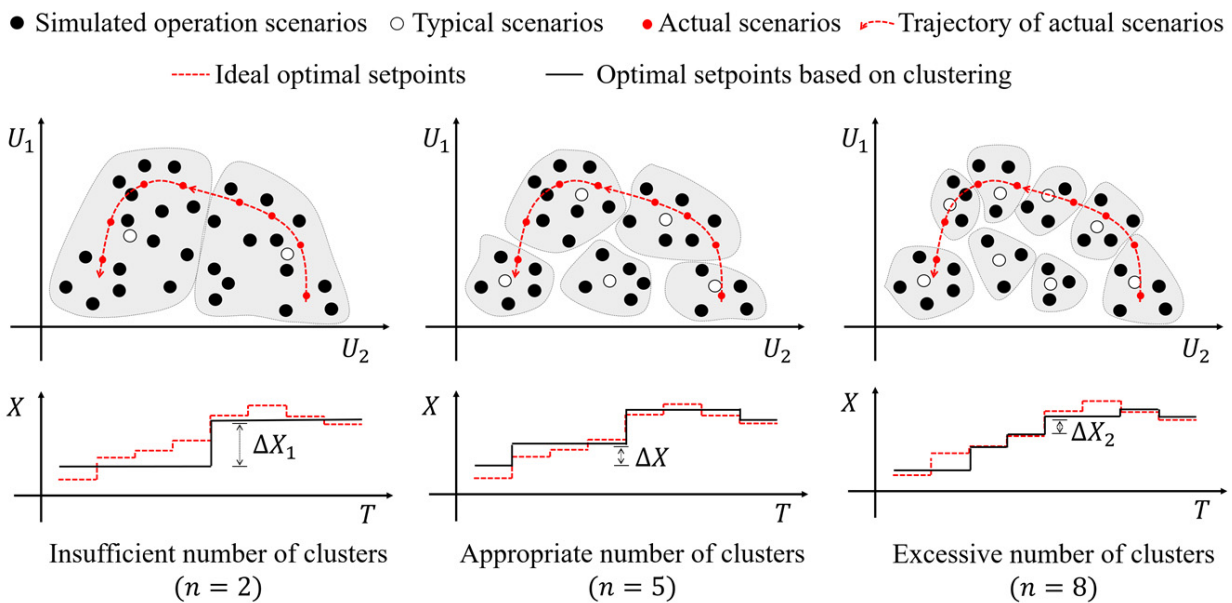 Simulated operation scenarios Typical scenarios Actual scenarios Trajectory of actual scenarios
Ideal optimal setpoints Optimal setpoints based on clustering
U₁ U₁ U₁
U₂ U₂ U₂
X X X
ΔX₁ ΔX ΔX₂
T T T
Insufficient number of clusters Appropriate number of clusters Excessive number of clusters
(n = 2) (n = 5) (n = 8)